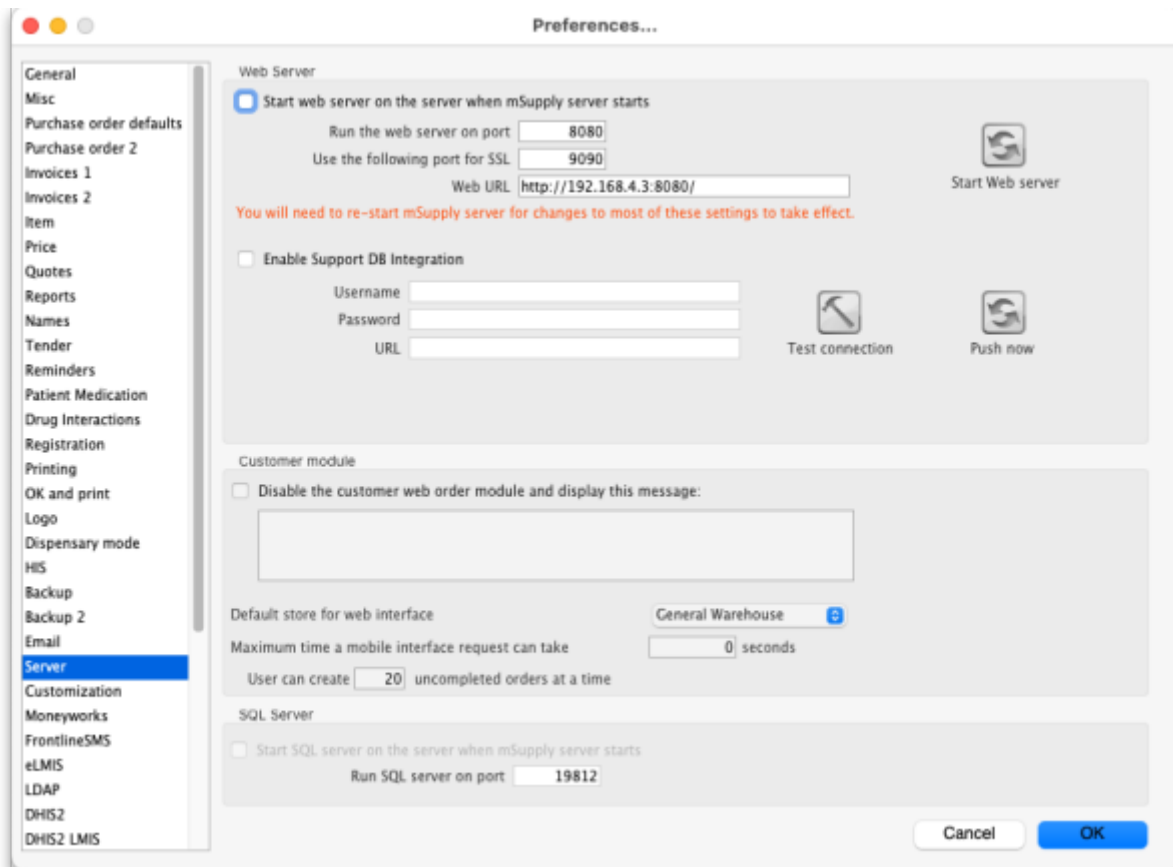 Preferences...
General
Misc
Purchase order defaults
Purchase order 2
Invoices 1
Invoices 2
Item
Price
Quotes
Reports
Names
Tender
Reminders
Patient Medication
Drug Interactions
Registration
Printing
OK and print
Logo
Dispensary mode
HIS
Backup
Backup 2
Email
Server
Customization
Moneyworks
FrontlineSMS
eLMIS
LDAP
DHIS2
DHIS2 LMIS
Web Server
Start web server on the server when mSupply server starts
Run the web server on port 8080
Use the following port for SSL 9090
Web URL http://192.168.4.3:8080/
Start Web server
You will need to re-start mSupply server for changes to most of these settings to take effect.
Enable Support DB Integration
Username
Password
URL
Test connection
Push now
Customer module
Disable the customer web order module and display this message:
Default store for web interface General Warehouse
Maximum time a mobile interface request can take 0 seconds
User can create 20 uncompleted orders at a time
SQL Server
Start SQL server on the server when mSupply server starts
Run SQL server on port 19812
Cancel
OK